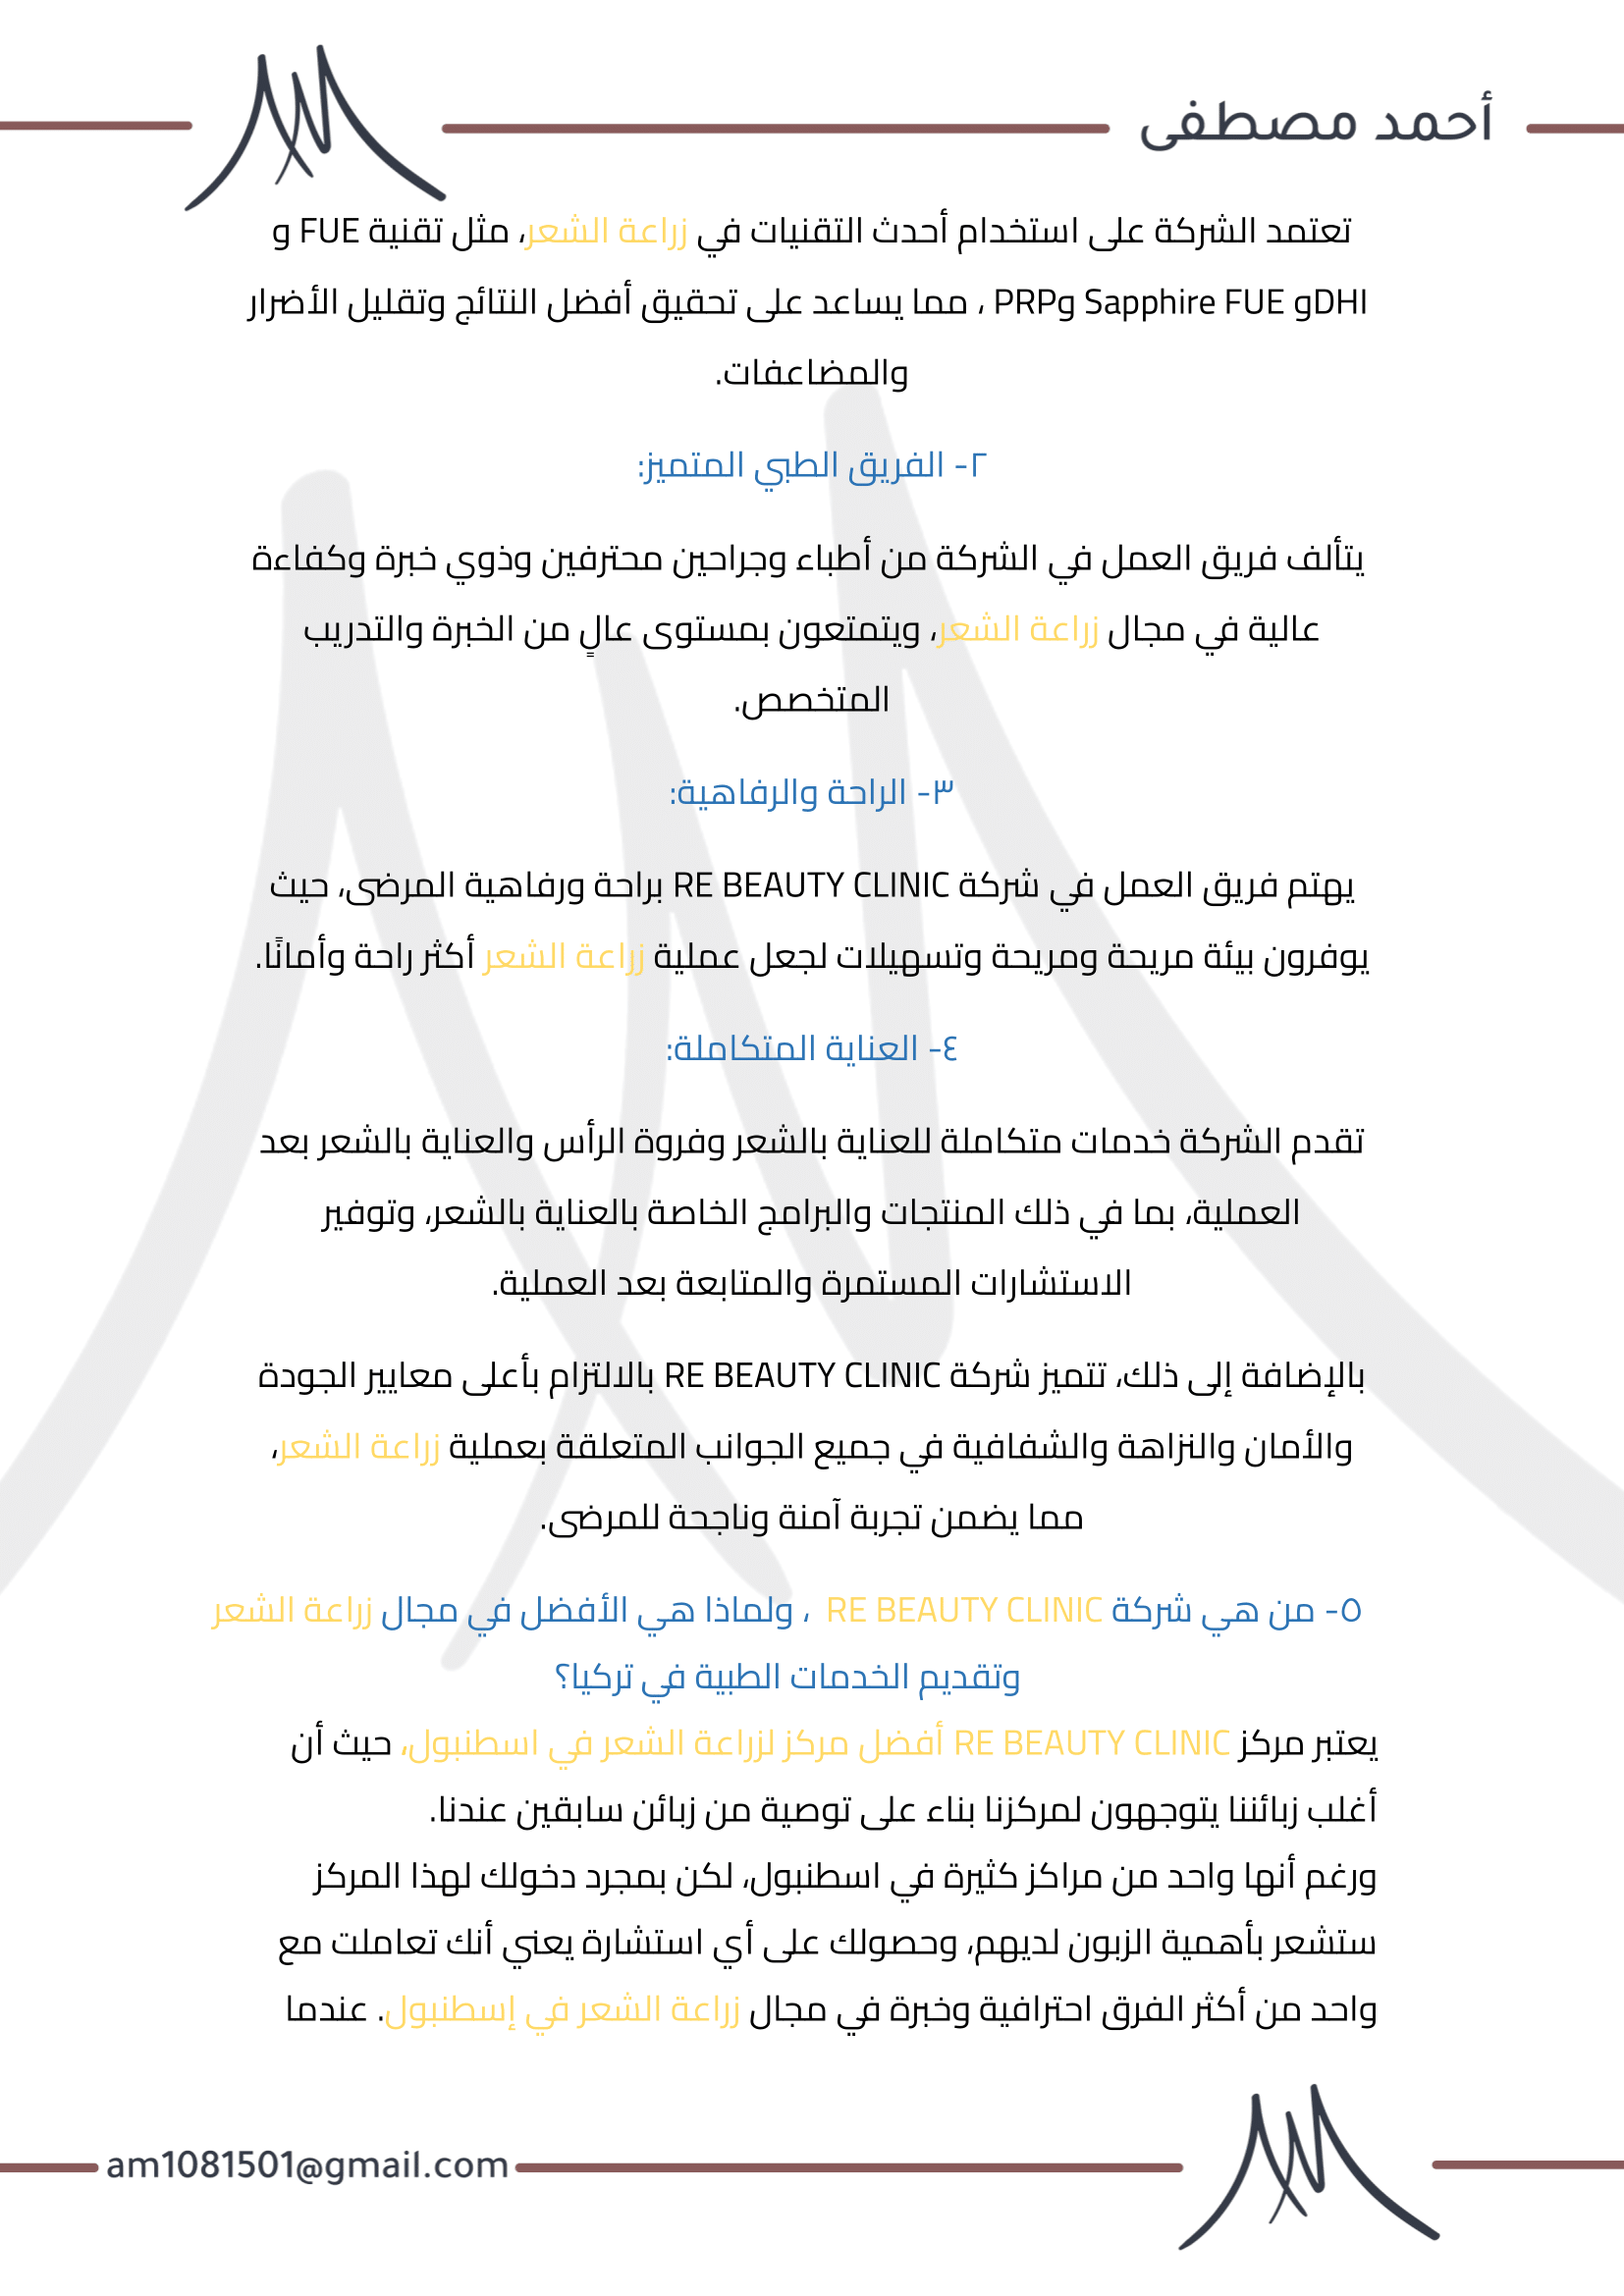 أحمد مصطفى
تعتمد الشركة على استخدام أحدث التقنيات في زراعة الشعر، مثل تقنية FUE و
DHIو Sapphire FUE وPRP ، مما يساعد على تحقيق أفضل النتائج وتقليل الأضرار
والمضاعفات.
٢- الفريق الطبي المتميز:
يتألف فريق العمل في الشركة من أطباء وجراحين محترفين وذوي خبرة وكفاءة
عالية في مجال زراعة الشعر، ويتمتعون بمستوى عالٍ من الخبرة والتدريب
المتخصص.
٣- الراحة والرفاهية:
يهتم فريق العمل في شركة RE BEAUTY CLINIC براحة ورفاهية المرضى، حيث
يوفرون بيئة مريحة ومريحة وتسهيلات لجعل عملية زراعة الشعر أكثر راحة وأمانًا.
٤- العناية المتكاملة:
تقدم الشركة خدمات متكاملة للعناية بالشعر وفروة الرأس والعناية بالشعر بعد
العملية، بما في ذلك المنتجات والبرامج الخاصة بالعناية بالشعر، وتوفير
الاستشارات المستمرة والمتابعة بعد العملية.
بالإضافة إلى ذلك، تتميز شركة RE BEAUTY CLINIC بالالتزام بأعلى معايير الجودة
والأمان والنزاهة والشفافية في جميع الجوانب المتعلقة بعملية زراعة الشعر،
مما يضمن تجربة آمنة وناجحة للمرضى.
٥- من هي شركة RE BEAUTY CLINIC ، ولماذا هي الأفضل في مجال زراعة الشعر
وتقديم الخدمات الطبية في تركيا؟
يعتبر مركز RE BEAUTY CLINIC أفضل مركز لزراعة الشعر في اسطنبول، حيث أن
أغلب زبائننا يتوجهون لمركزنا بناء على توصية من زبائن سابقين عندنا.
ورغم أنها واحد من مراكز كثيرة في اسطنبول، لكن بمجرد دخولك لهذا المركز
ستشعر بأهمية الزبون لديهم، وحصولك على أي استشارة يعني أنك تعاملت مع
واحد من أكثر الفرق احترافية وخبرة في مجال زراعة الشعر في إسطنبول. عندما
am1081501@gmail.com